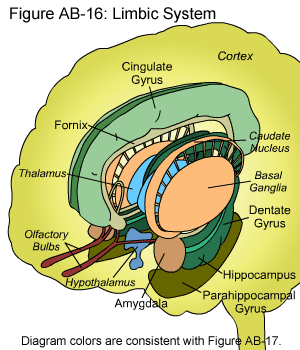 Figure AB-16: Limbic System
Cortex
Cingulate
Gyrus
Fornix
Caudate
Nucleus
Thalamus
Basal
Ganglia
Dentate
Gyrus
Olfactory
Bulbs
Hypothalamus
Hippocampus
Amygdala
Parahippocampal
Gyrus
Diagram colors are consistent with Figure AB-17.